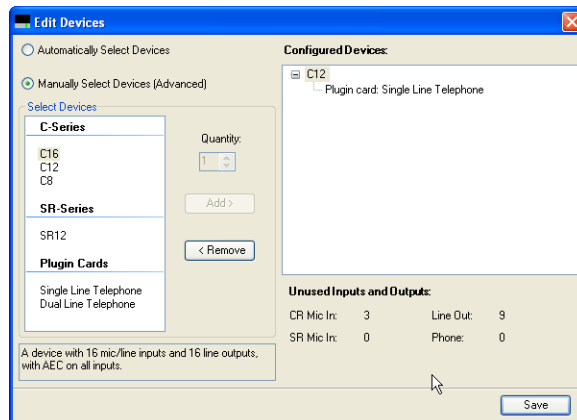 Edit Devices
Automatically Select Devices
Manually Select Devices (Advanced)
Select Devices
C-Series
C16
C12
C8
SR-Series
SR12
Plugin Cards
Single Line Telephone
Dual Line Telephone
Quantity:
1
Add >
< Remove
A device with 16 mic/line inputs and 16 line outputs,
with AEC on all inputs.
Configured Devices:
C12
Plugin card: Single Line Telephone
Unused Inputs and Outputs:
CR Mic In: 3 Line Out: 9
SR Mic In: 0 Phone: 0
Save